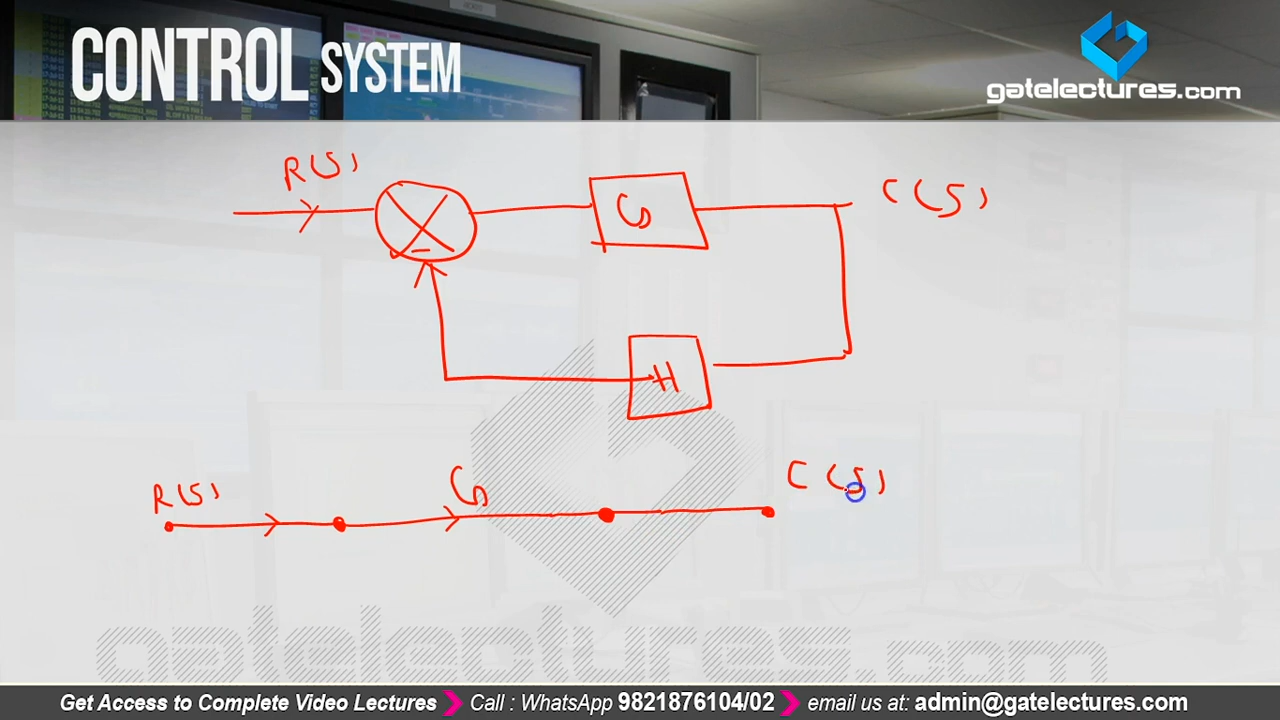 CONTROL SYSTEM
gatelectures.com
R(S)
C(S)
G
-
H
R(S)
G
C(S)
gatelectures.com
Get Access to Complete Video Lectures Call : WhatsApp 9821876104/02 email us at: admin@gatelectures.com